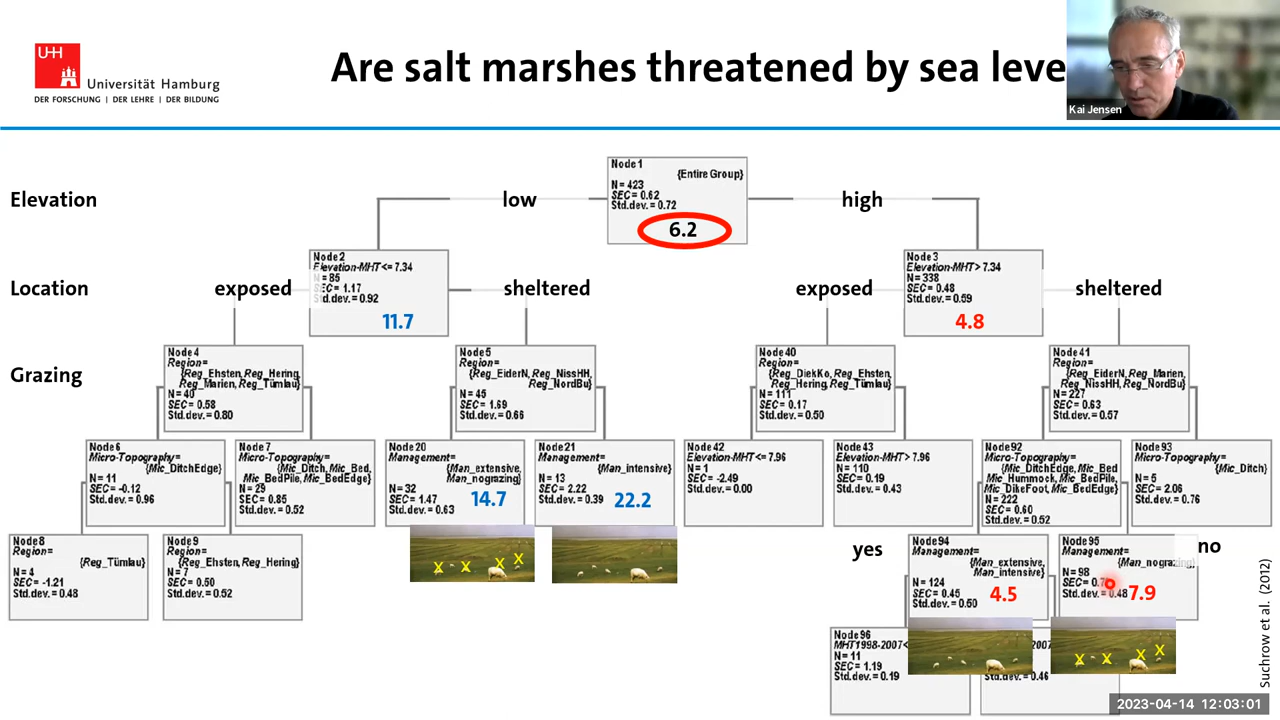 UHH
Universität Hamburg
DER FORSCHUNG | DER LEHRE | DER BILDUNG
Are salt marshes threatened by sea leve
Kai Jensen
Elevation
low
high
Node 1
{Entire Group}
N = 423
SEC = 0.62
Std.dev. = 0.72
6.2
Location
exposed
sheltered
exposed
sheltered
Node 2
Elevation-MHT <= 7.34
N = 85
SEC = 1.17
Std.dev. = 0.92
11.7
Node 3
Elevation-MHT > 7.34
N = 338
SEC = 0.48
Std.dev. = 0.59
4.8
Grazing
Node 4
Region=
{Reg_Ehsten, Reg_Hering,
Reg_Marien, Reg_Tümlau}
N = 40
SEC = 0.58
Std.dev. = 0.80
Node 5
Region=
{Reg_EiderN, Reg_NissHH,
Reg_NordBu}
N = 45
SEC = 1.69
Std.dev. = 0.66
Node 40
Region=
{Reg_DiekKo, Reg_Ehsten,
Reg_Hering, Reg_Tümlau}
N = 111
SEC = 0.17
Std.dev. = 0.50
Node 41
Region=
{Reg_EiderN, Reg_Marien,
Reg_NissHH, Reg_NordBu}
N = 227
SEC = 0.63
Std.dev. = 0.57
Node 6
Micro-Topography=
{Mic_DitchEdge}
N = 11
SEC = -0.12
Std.dev. = 0.96
Node 7
Micro-Topography=
{Mic_Ditch, Mic_Bed,
Mic_BedPile, Mic_BedEdge}
N = 29
SEC = 0.85
Std.dev. = 0.52
Node 20
Management=
{Man_extensive,
Man_nograzing}
N = 32
SEC = 1.47
Std.dev. = 0.63
14.7
Node 21
Management=
{Man_intensive}
N = 13
SEC = 2.22
Std.dev. = 0.39
22.2
Node 42
Elevation-MHT <= 7.96
N = 1
SEC = -2.49
Std.dev. = 0.00
Node 43
Elevation-MHT > 7.96
N = 110
SEC = 0.19
Std.dev. = 0.43
Node 92
Micro-Topography=
{Mic_DitchEdge, Mic_Bed
Mic_Hummock, Mic_BedPile,
Mic_DikeFoot, Mic_BedEdge}
N = 222
SEC = 0.60
Std.dev. = 0.52
Node 93
Micro-Topography=
{Mic_Ditch}
N = 5
SEC = 2.06
Std.dev. = 0.76
Node 8
Region=
{Reg_Tümlau}
N = 4
SEC = -1.21
Std.dev. = 0.48
Node 9
Region=
{Reg_Ehsten, Reg_Hering}
N = 7
SEC = 0.50
Std.dev. = 0.52
X X X X
yes
Node 94
Management=
{Man_extensive,
Man_intensive}
N = 124
SEC = 0.45
Std.dev. = 0.50
4.5
Node 95
Management=
{Man_nograzing}
N = 98
SEC = 0.7
Std.dev. = 0.48
7.9
no
X X X X
Node 96
MHT1998-2007<
N = 11
SEC = 1.19
Std.dev. = 0.19
2007
Std.dev. = 0.46
Suchrow et al. (2012)
2023-04-14 12:03:01